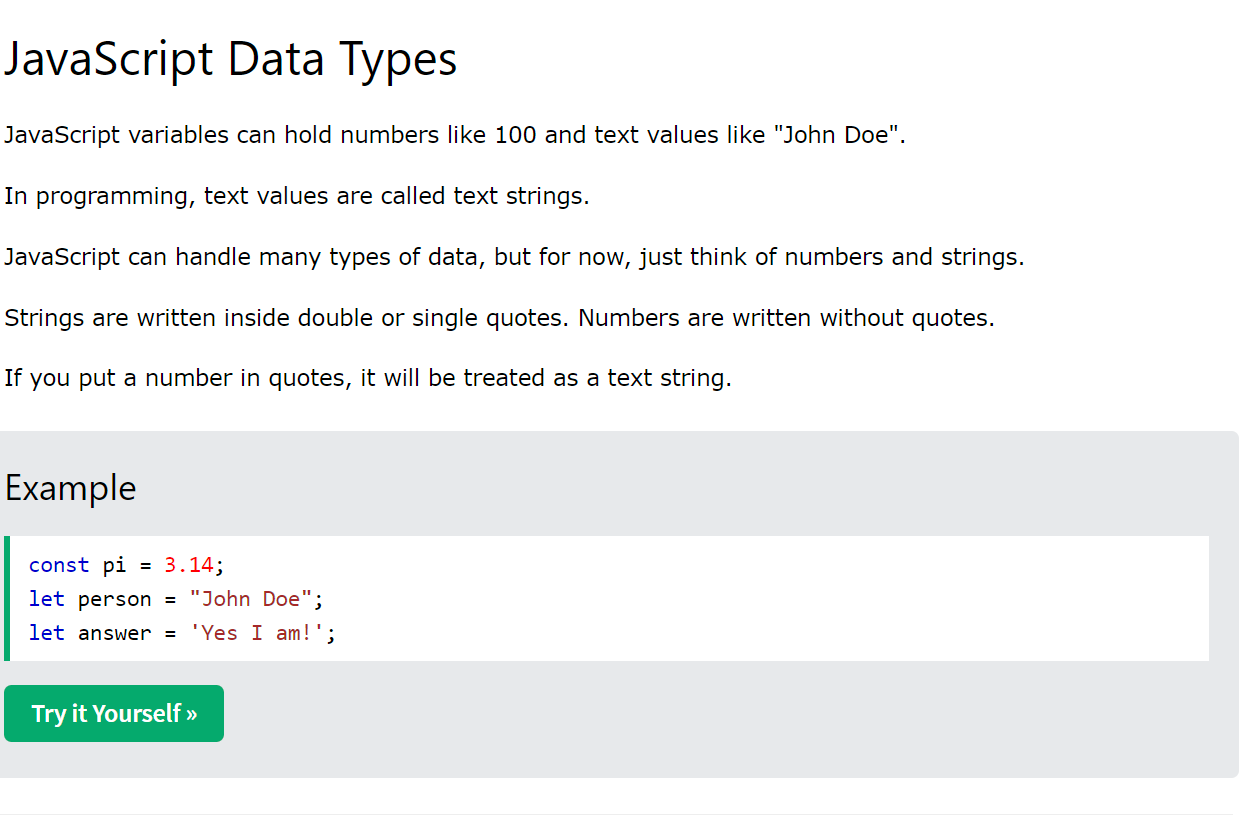 JavaScript Data Types
JavaScript variables can hold numbers like 100 and text values like "John Doe".
In programming, text values are called text strings.
JavaScript can handle many types of data, but for now, just think of numbers and strings.
Strings are written inside double or single quotes. Numbers are written without quotes.
If you put a number in quotes, it will be treated as a text string.
Example
const pi = 3.14;
let person = "John Doe";
let answer = 'Yes I am!';
Try it Yourself »